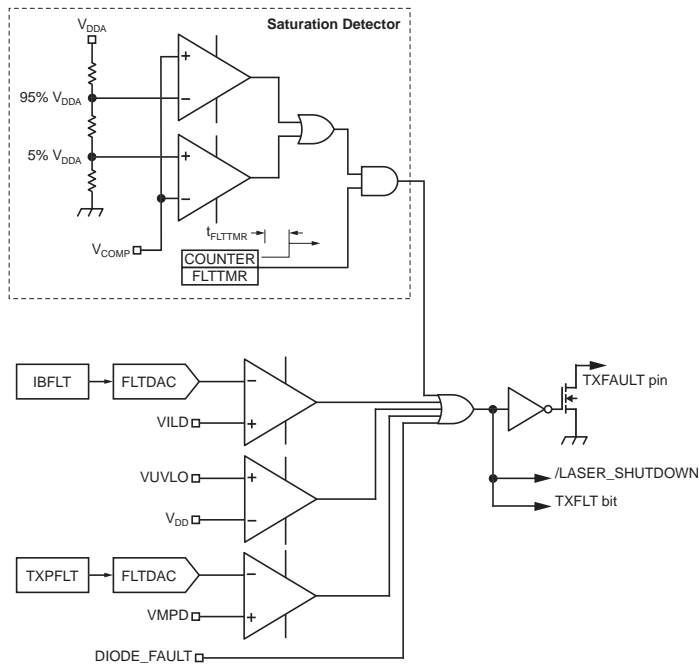 Saturation Detector
VDDA
95% VDDA
5% VDDA
VCOMP
tFLTTMR
COUNTER
FLTTMR
+
−
+
−
IBFLT
FLTDAC
−
VILD
+
TXFAULT pin
VUVLO
+
VDD
−
/LASER_SHUTDOWN
TXFLT bit
TXPFLT
FLTDAC
−
VMPD
+
DIODE_FAULT